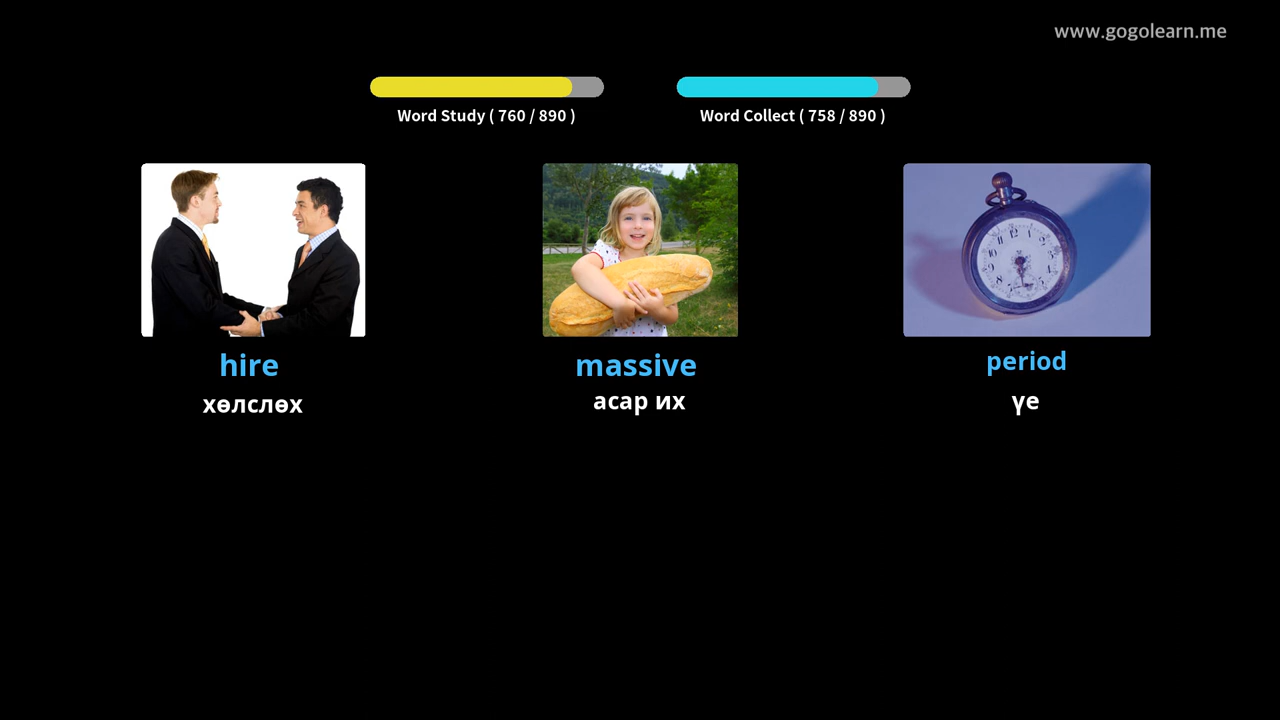 www.gogolearn.me
Word Study ( 760 / 890 )
Word Collect ( 758 / 890 )
hire
хөлслөх
massive
асар их
period
үе